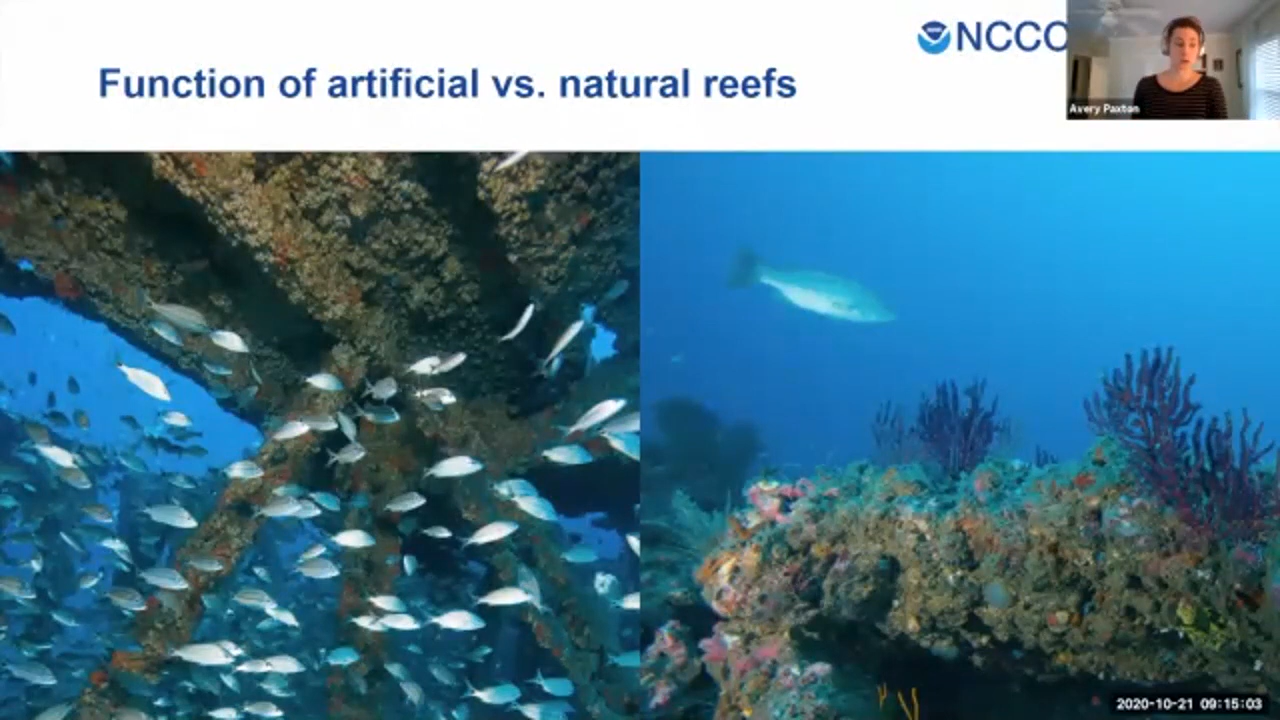 NCCO
Function of artificial vs. natural reefs
Avery Paxton
2020-10-21 09:15:03